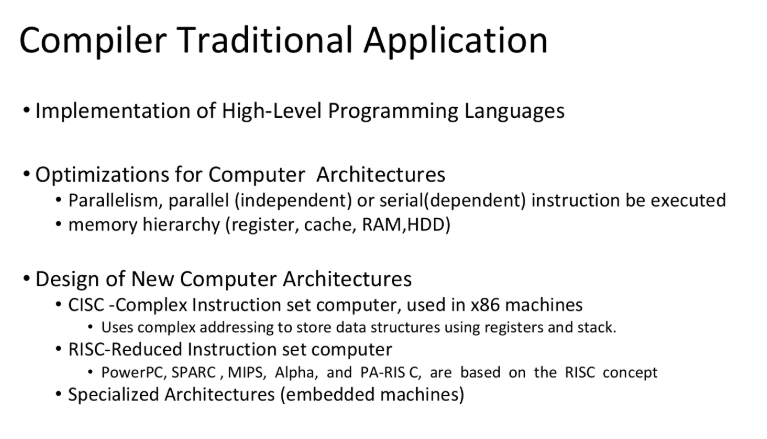 Compiler Traditional Application
• Implementation of High-Level Programming Languages
• Optimizations for Computer  Architectures
• Parallelism, parallel (independent) or serial(dependent) instruction be executed
• memory hierarchy (register, cache, RAM,HDD)
• Design of New Computer Architectures
• CISC -Complex Instruction set computer, used in x86 machines
• Uses complex addressing to store data structures using registers and stack.
• RISC-Reduced Instruction set computer
• PowerPC, SPARC , MIPS, Alpha, and PA-RIS C, are based on the RISC concept
• Specialized Architectures (embedded machines)